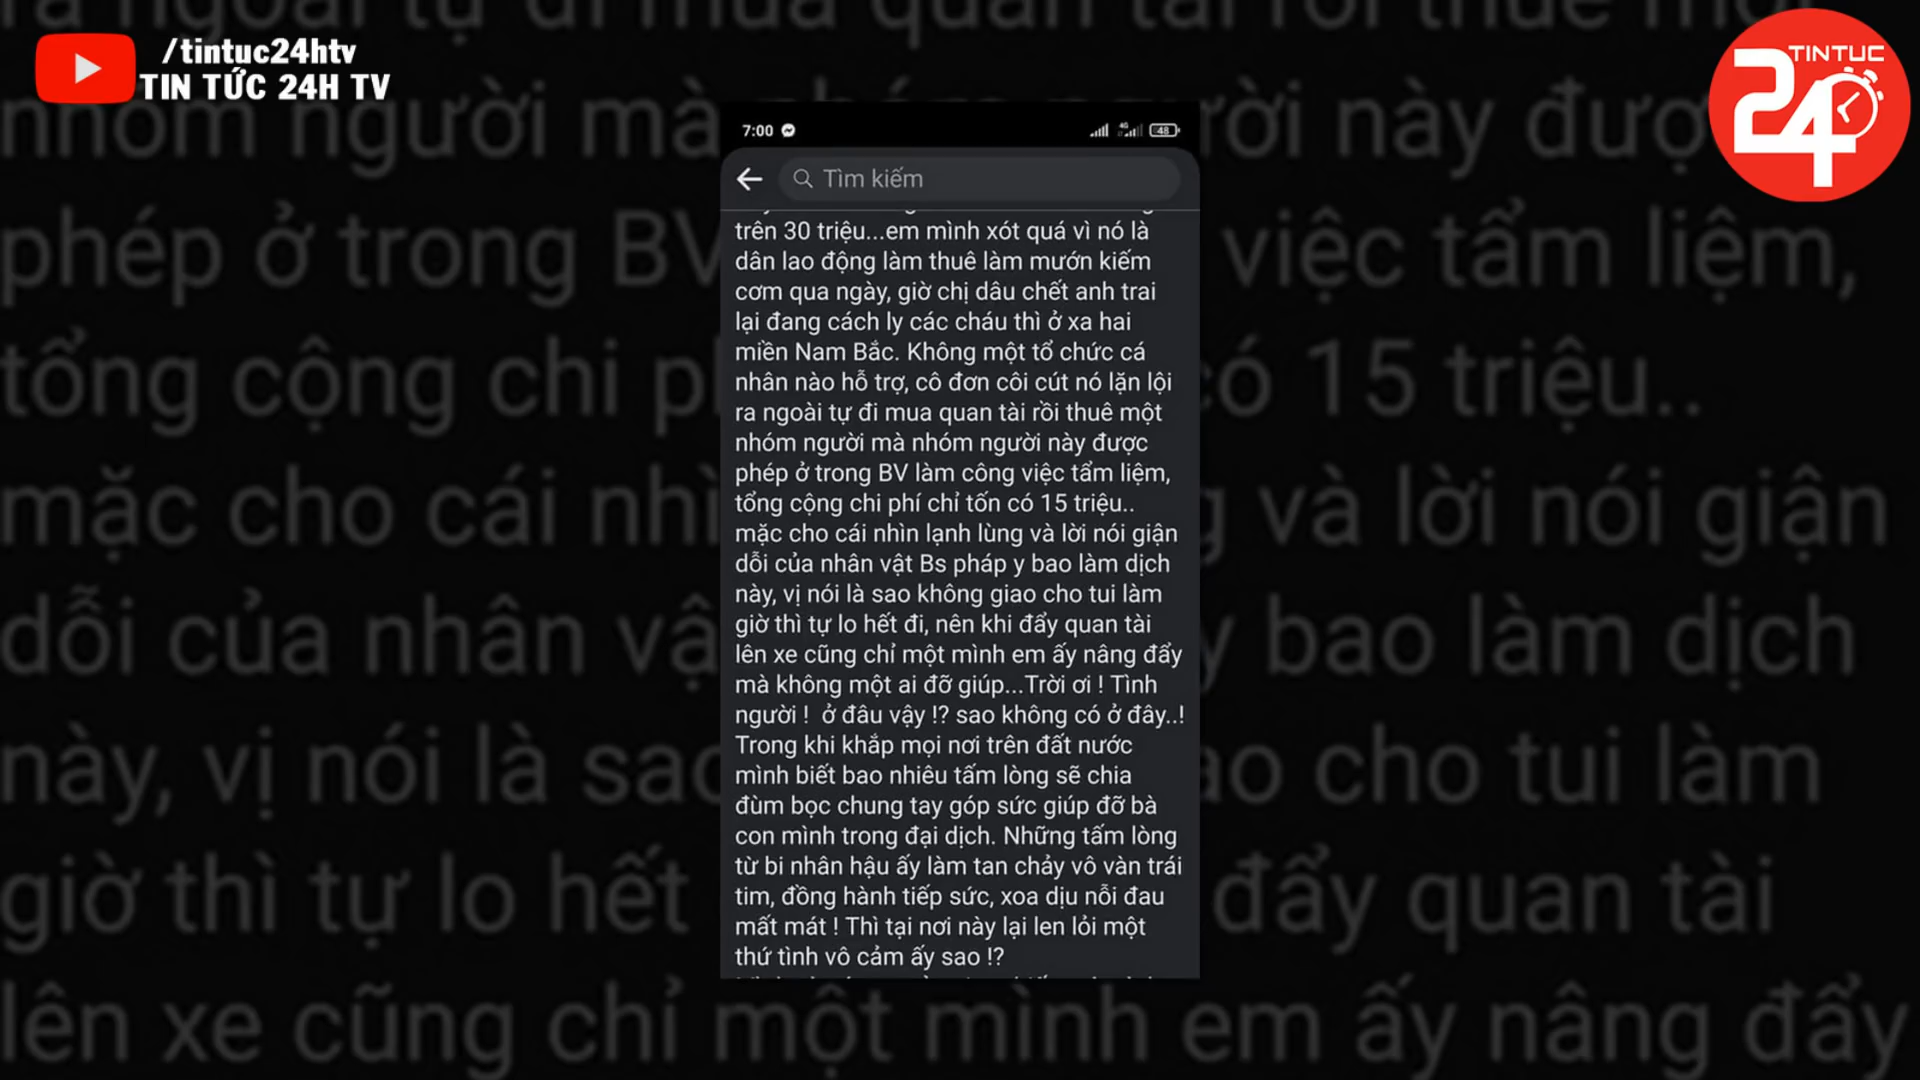 /tintuc24htv
TIN TỨC 24H TV
TINTUC
24
7:00
4G
48
Tìm kiếm
trên 30 triệu...em mình xót quá vì nó là
dân lao động làm thuê làm mướn kiếm
cơm qua ngày, giờ chị dâu chết anh trai
lại đang cách ly các cháu thì ở xa hai
miền Nam Bắc. Không một tổ chức cá
nhân nào hỗ trợ, cô đơn côi cút nó lặn lội
ra ngoài tự đi mua quan tài rồi thuê một
nhóm người mà nhóm người này được
phép ở trong BV làm công việc tẩm liệm,
tổng cộng chi phí chỉ tốn có 15 triệu..
mặc cho cái nhìn lạnh lùng và lời nói giận
dỗi của nhân vật Bs pháp y bao làm dịch
này, vị nói là sao không giao cho tui làm
giờ thì tự lo hết đi, nên khi đẩy quan tài
lên xe cũng chỉ một mình em ấy nâng đẩy
mà không một ai đỡ giúp...Trời ơi ! Tình
người ! ở đâu vậy !? sao không có ở đây..!
Trong khi khắp mọi nơi trên đất nước
mình biết bao nhiêu tấm lòng sẽ chia
đùm bọc chung tay góp sức giúp đỡ bà
con mình trong đại dịch. Những tấm lòng
từ bi nhân hậu ấy làm tan chảy vô vàn trái
tim, đồng hành tiếp sức, xoa dịu nỗi đau
mất mát ! Thì tại nơi này lại len lỏi một
thứ tình vô cảm ấy sao !?